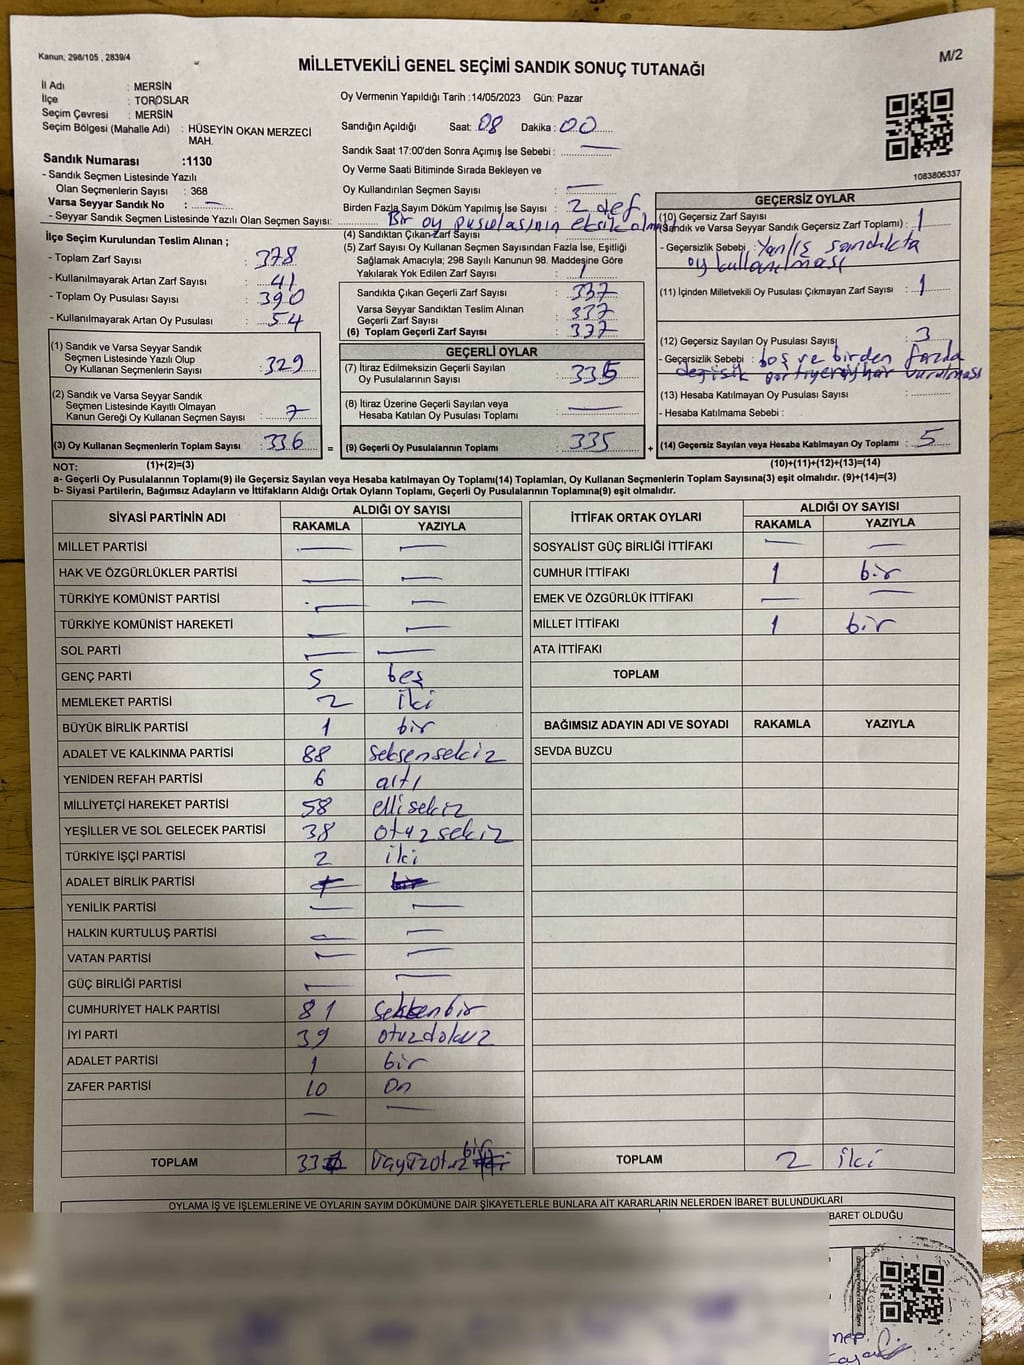 Kanun; 298/105 , 2839/4
M/2
MİLLETVEKİLİ GENEL SEÇİMİ SANDIK SONUÇ TUTANAĞI
İl Adı : MERSİN
İlçe : TOROSLAR
Seçim Çevresi : MERSİN
Seçim Bölgesi (Mahalle Adı) : HÜSEYİN OKAN MERZECİ MAH.
Sandık Numarası :1130
- Sandık Seçmen Listesinde Yazılı
Olan Seçmenlerin Sayısı : 368
Varsa Seyyar Sandık No : —
- Seyyar Sandık Seçmen Listesinde Yazılı Olan Seçmen Sayısı:
Oy Vermenin Yapıldığı Tarih :14/05/2023 Gün: Pazar
Sandığın Açıldığı Saat: 08 Dakika : 00
Sandık Saat 17:00'den Sonra Açımış İse Sebebi : —
Oy Verme Saati Bitiminde Sırada Bekleyen ve
Oy Kullandırılan Seçmen Sayısı : —
Birden Fazla Sayım Döküm Yapılmış İse Sayısı : 2 def
Bir oy pusulasının eksik
1083806337
İlçe Seçim Kurulundan Teslim Alınan ;
- Toplam Zarf Sayısı : 378
- Kullanılmayarak Artan Zarf Sayısı : 41
- Toplam Oy Pusulası Sayısı : 390
- Kullanılmayarak Artan Oy Pusulası : 54
(1) Sandık ve Varsa Seyyar Sandık
Seçmen Listesinde Yazılı Olup
Oy Kullanan Seçmenlerin Sayısı : 329
(2) Sandık ve Varsa Seyyar Sandık
Seçmen Listesinde Kayıtlı Olmayan
Kanun Gereği Oy Kullanan Seçmen Sayısı : 7
(3) Oy Kullanan Seçmenlerin Toplam Sayısı : 336 =
(4) Sandıktan Çıkan Zarf Sayısı
(5) Zarf Sayısı Oy Kullanan Seçmen Sayısından Fazla İse, Eşitliği
Sağlamak Amacıyla; 298 Sayılı Kanunun 98. Maddesine Göre
Yakılarak Yok Edilen Zarf Sayısı : 1
Sandıkta Çıkan Geçerli Zarf Sayısı : 337
Varsa Seyyar Sandıktan Teslim Alınan
Geçerli Zarf Sayısı : 337
(6) Toplam Geçerli Zarf Sayısı : 337
GEÇERLİ OYLAR
(7) İtiraz Edilmeksizin Geçerli Sayılan
Oy Pusulalarının Sayısı : 335
(8) İtiraz Üzerine Geçerli Sayılan veya
Hesaba Katılan Oy Pusulası Toplamı : —
(9) Geçerli Oy Pusulalarının Toplamı : 335 +
GEÇERSİZ OYLAR
(10) Geçersiz Zarf Sayısı
(Sandık ve Varsa Seyyar Sandık Geçersiz Zarf Toplamı) : 1
- Geçersizlik Sebebi : Yanlış sandıkta
oy kullanılması
(11) İçinden Milletvekili Oy Pusulası Çıkmayan Zarf Sayısı : 1
(12) Geçersiz Sayılan Oy Pusulası Sayısı : 3
- Geçersizlik Sebebi : boş ve birden fazla
değişik vurulması
(13) Hesaba Katılmayan Oy Pusulası Sayısı :
- Hesaba Katılmama Sebebi :
(14) Geçersiz Sayılan veya Hesaba Katılmayan Oy Toplamı : 5
NOT: (1)+(2)=(3) (10)+(11)+(12)+(13)=(14)
a- Geçerli Oy Pusulalarının Toplamı(9) ile Geçersiz Sayılan veya Hesaba katılmayan Oy Toplamı(14) Toplamları, Oy Kullanan Seçmenlerin Toplam Sayısına(3) eşit olmalıdır. (9)+(14)=(3)
b- Siyasi Partilerin, Bağımsız Adayların ve İttifakların Aldığı Ortak Oyların Toplamı, Geçerli Oy Pusulalarının Toplamına(9) eşit olmalıdır.
SİYASİ PARTİNİN ADI ALDIĞI OY SAYISI
RAKAMLA YAZIYLA
MİLLET PARTİSİ — —
HAK VE ÖZGÜRLÜKLER PARTİSİ — —
TÜRKİYE KOMÜNİST PARTİSİ — —
TÜRKİYE KOMÜNİST HAREKETİ — —
SOL PARTİ — —
GENÇ PARTİ 5 beş
MEMLEKET PARTİSİ 2 iki
BÜYÜK BİRLİK PARTİSİ 1 bir
ADALET VE KALKINMA PARTİSİ 88 seksensekiz
YENİDEN REFAH PARTİSİ 6 altı
MİLLİYETÇİ HAREKET PARTİSİ 58 ellisekiz
YEŞİLLER VE SOL GELECEK PARTİSİ 38 otuzsekiz
TÜRKİYE İŞÇİ PARTİSİ 2 iki
ADALET BİRLİK PARTİSİ
YENİLİK PARTİSİ — —
HALKIN KURTULUŞ PARTİSİ — —
VATAN PARTİSİ — —
GÜÇ BİRLİĞİ PARTİSİ — —
CUMHURİYET HALK PARTİSİ 81 seksenbir
İYİ PARTİ 39 otuzdokuz
ADALET PARTİSİ 1 bir
ZAFER PARTİSİ 10 On
— —
TOPLAM
İTTİFAK ORTAK OYLARI ALDIĞI OY SAYISI
RAKAMLA YAZIYLA
SOSYALİST GÜÇ BİRLİĞİ İTTİFAKI — —
CUMHUR İTTİFAKI 1 bir
EMEK VE ÖZGÜRLÜK İTTİFAKI — —
MİLLET İTTİFAKI 1 bir
ATA İTTİFAKI
TOPLAM
BAĞIMSIZ ADAYIN ADI VE SOYADI RAKAMLA YAZIYLA
SEVDA BUZCU
TOPLAM 2 iki
OYLAMA İŞ VE İŞLEMLERİNE VE OYLARIN SAYIM DÖKÜMÜNE DAİR ŞİKAYETLERLE BUNLARA AİT KARARLARIN NELERDEN İBARET BULUNDUKLARI
BARET OLDUĞU